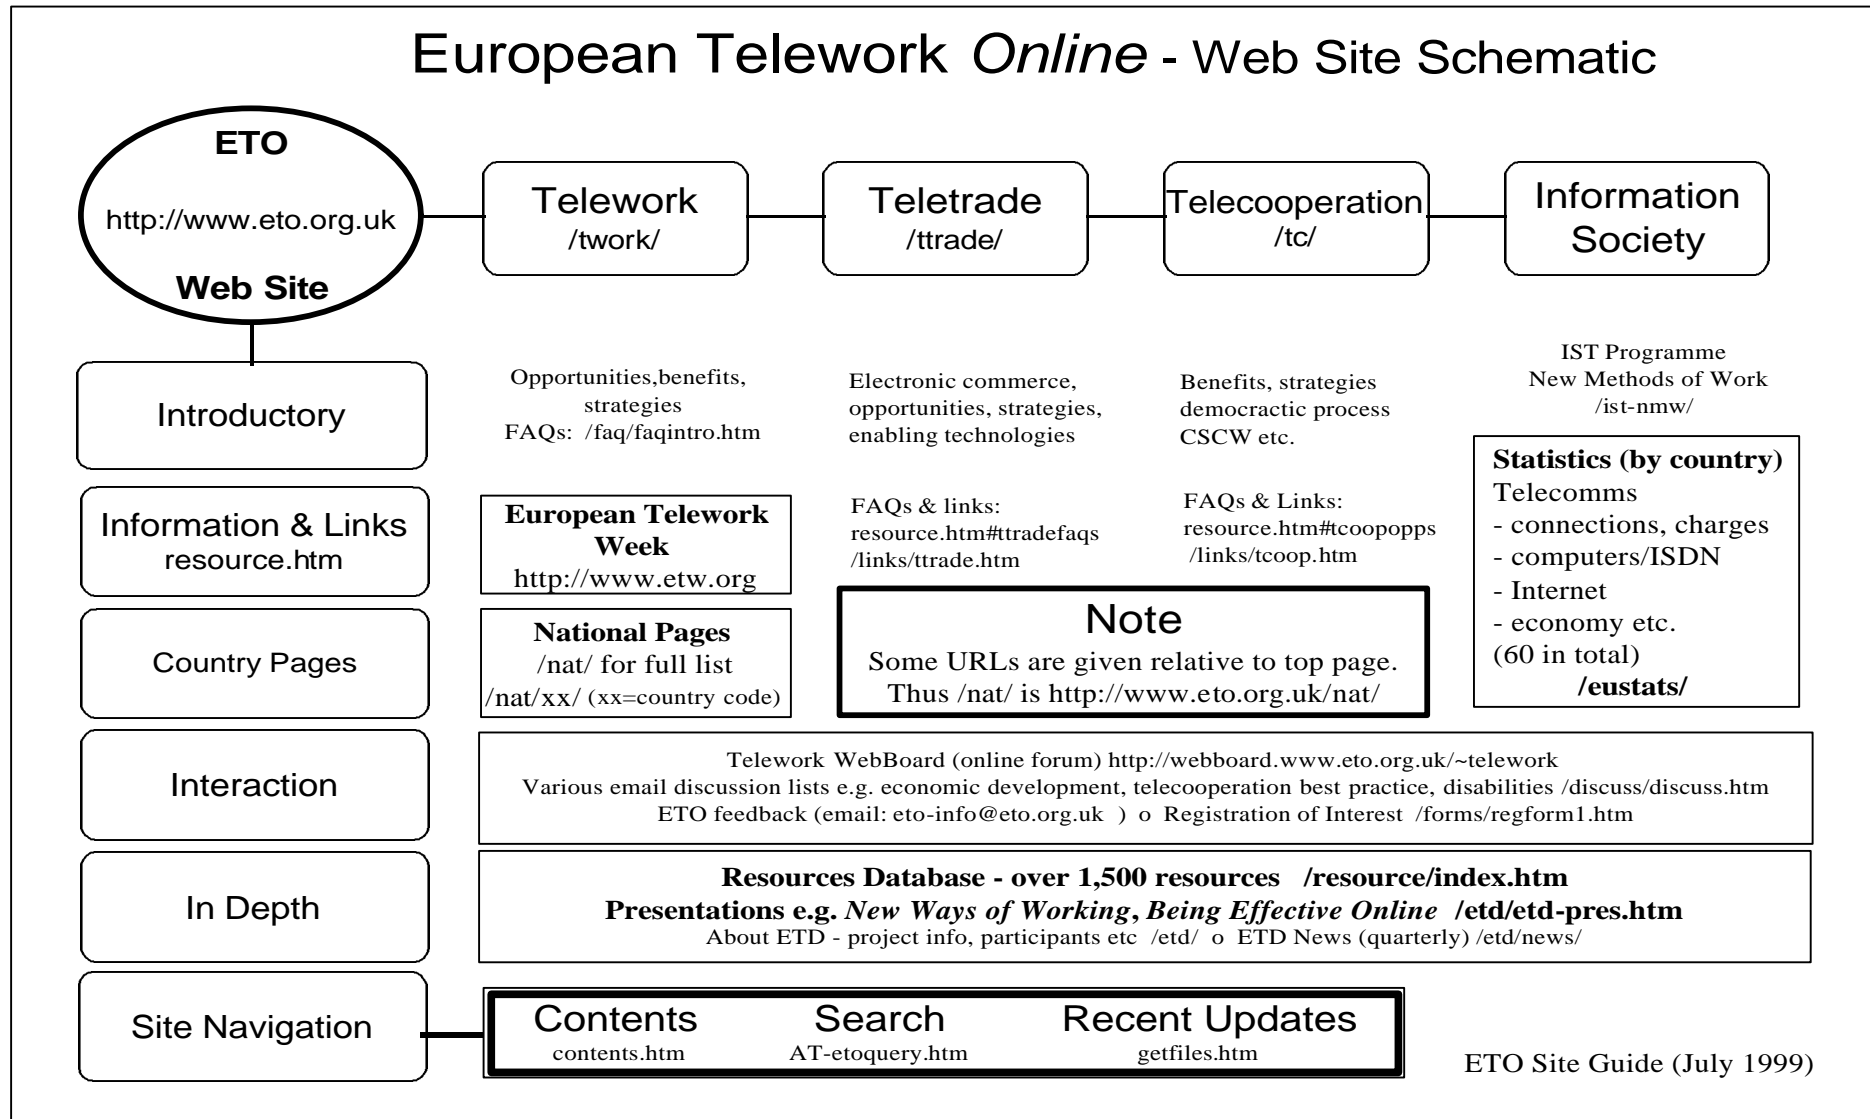 European Telework Online - Web Site Schematic
ETO
http://www.eto.org.uk
Web Site
Telework
/twork/
Teletrade
/ttrade/
Telecooperation
/tc/
Information
Society
Introductory
Opportunities,benefits,
strategies
FAQs: /faq/faqintro.htm
Electronic commerce,
opportunities, strategies,
enabling technologies
Benefits, strategies
democractic process
CSCW etc.
IST Programme
New Methods of Work
/ist-nmw/
Information & Links
resource.htm
European Telework
Week
http://www.etw.org
FAQs & links:
resource.htm#ttradefaqs
/links/ttrade.htm
FAQs & Links:
resource.htm#tcoopopps
/links/tcoop.htm
Statistics (by country)
Telecomms
- connections, charges
- computers/ISDN
- Internet
- economy etc.
(60 in total)
/eustats/
Country Pages
National Pages
/nat/ for full list
/nat/xx/ (xx=country code)
Note
Some URLs are given relative to top page.
Thus /nat/ is http://www.eto.org.uk/nat/
Interaction
Telework WebBoard (online forum) http://webboard.www.eto.org.uk/~telework
Various email discussion lists e.g. economic development, telecooperation best practice, disabilities /discuss/discuss.htm
ETO feedback (email: eto-info@eto.org.uk ) o Registration of Interest /forms/regform1.htm
In Depth
Resources Database - over 1,500 resources /resource/index.htm
Presentations e.g. New Ways of Working, Being Effective Online /etd/etd-pres.htm
About ETD - project info, participants etc /etd/ o ETD News (quarterly) /etd/news/
Site Navigation
Contents
contents.htm
Search
AT-etoquery.htm
Recent Updates
getfiles.htm
ETO Site Guide (July 1999)